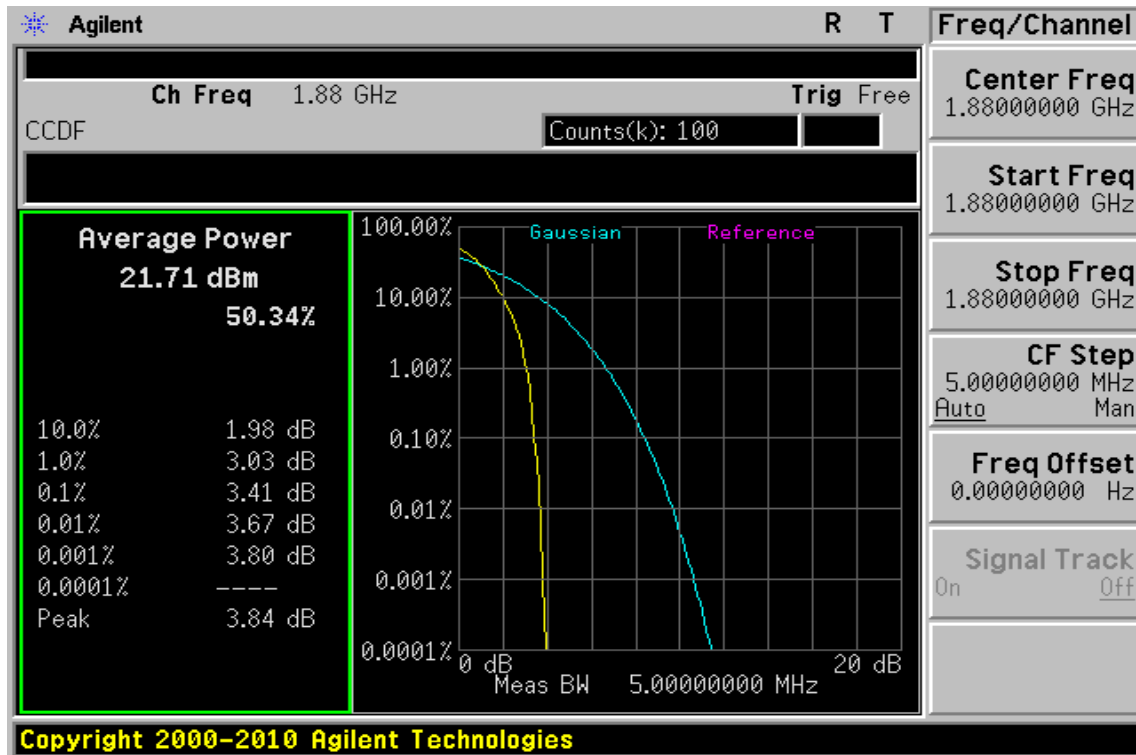 Agilent R T
Freq/Channel
Ch Freq 1.88 GHz Trig Free
CCDF Counts(k): 100
Average Power
21.71 dBm
50.34%
10.0% 1.98 dB
1.0% 3.03 dB
0.1% 3.41 dB
0.01% 3.67 dB
0.001% 3.80 dB
0.0001% ----
Peak 3.84 dB
Gaussian Reference
100.00%
10.00%
1.00%
0.10%
0.01%
0.001%
0.0001%
0 dB 20 dB
Meas BW 5.00000000 MHz
Center Freq
1.88000000 GHz
Start Freq
1.88000000 GHz
Stop Freq
1.88000000 GHz
CF Step
5.00000000 MHz
Auto Man
Freq Offset
0.00000000 Hz
Signal Track
On Off
Copyright 2000-2010 Agilent Technologies